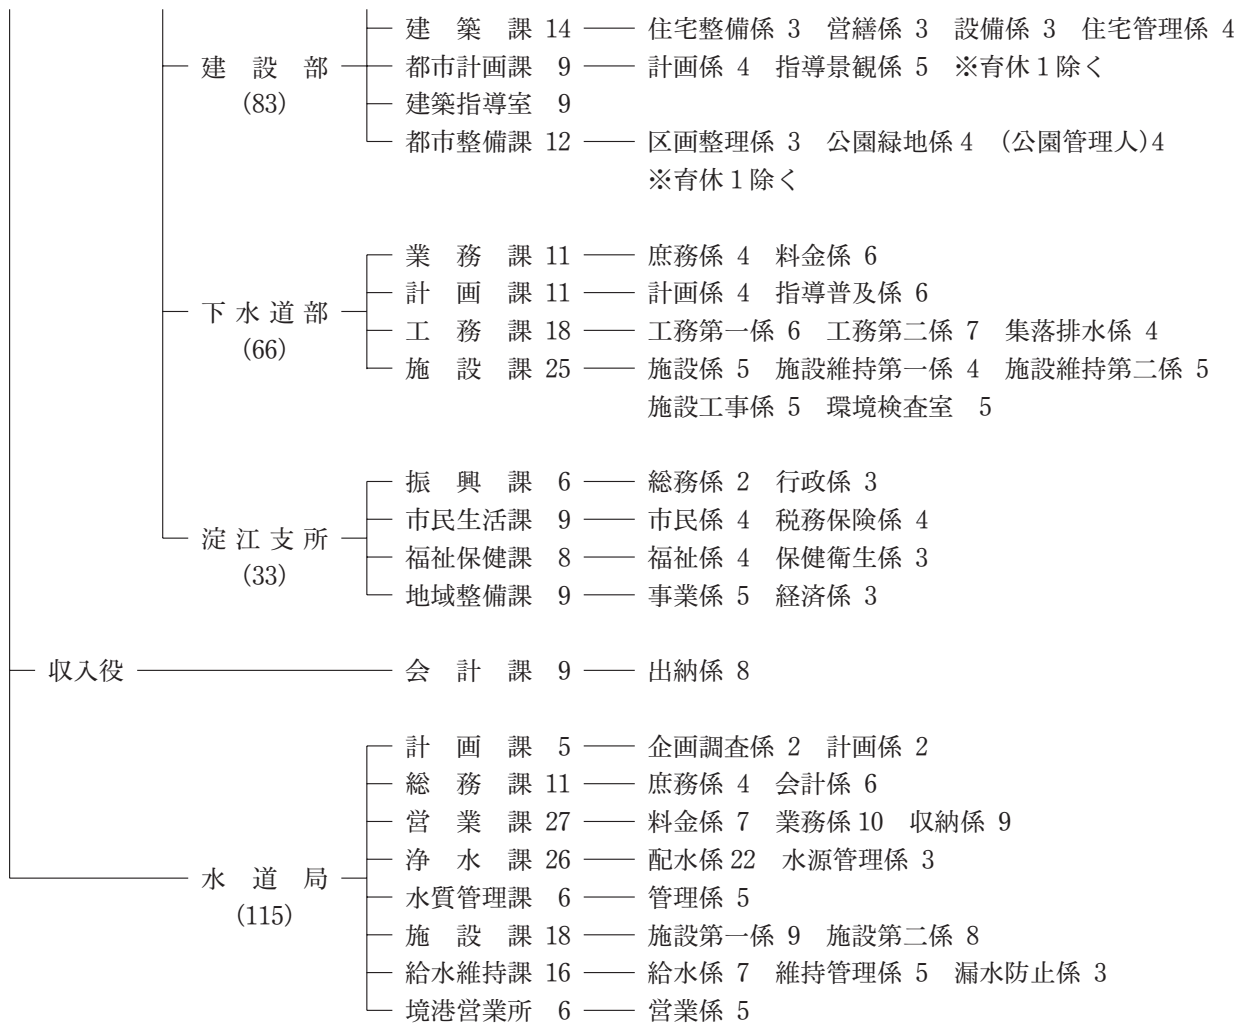 建築課 14 住宅整備係 3 営繕係 3 設備係 3 住宅管理係 4
建設部 都市計画課 9 計画係 4 指導景観係 5 ※育休1除く
(83) 建築指導室 9
都市整備課 12 区画整理係 3 公園緑地係 4 (公園管理人)4
※育休1除く
業務課 11 庶務係 4 料金係 6
計画課 11 計画係 4 指導普及係 6
下水道部 工務課 18 工務第一係 6 工務第二係 7 集落排水係 4
(66)
施設課 25 施設係 5 施設維持第一係 4 施設維持第二係 5
施設工事係 5 環境検査室 5
振興課 6 総務係 2 行政係 3
市民生活課 9 市民係 4 税務保険係 4
淀江支所
福祉保健課 8 福祉係 4 保健衛生係 3
(33)
地域整備課 9 事業係 5 経済係 3
収入役 会計課 9 出納係 8
計画課 5 企画調査係 2 計画係 2
総務課 11 庶務係 4 会計係 6
営業課 27 料金係 7 業務係 10 収納係 9
浄水課 26 配水係 22 水源管理係 3
水道局
水質管理課 6 管理係 5
(115)
施設課 18 施設第一係 9 施設第二係 8
給水維持課 16 給水係 7 維持管理係 5 漏水防止係 3
境港営業所 6 営業係 5